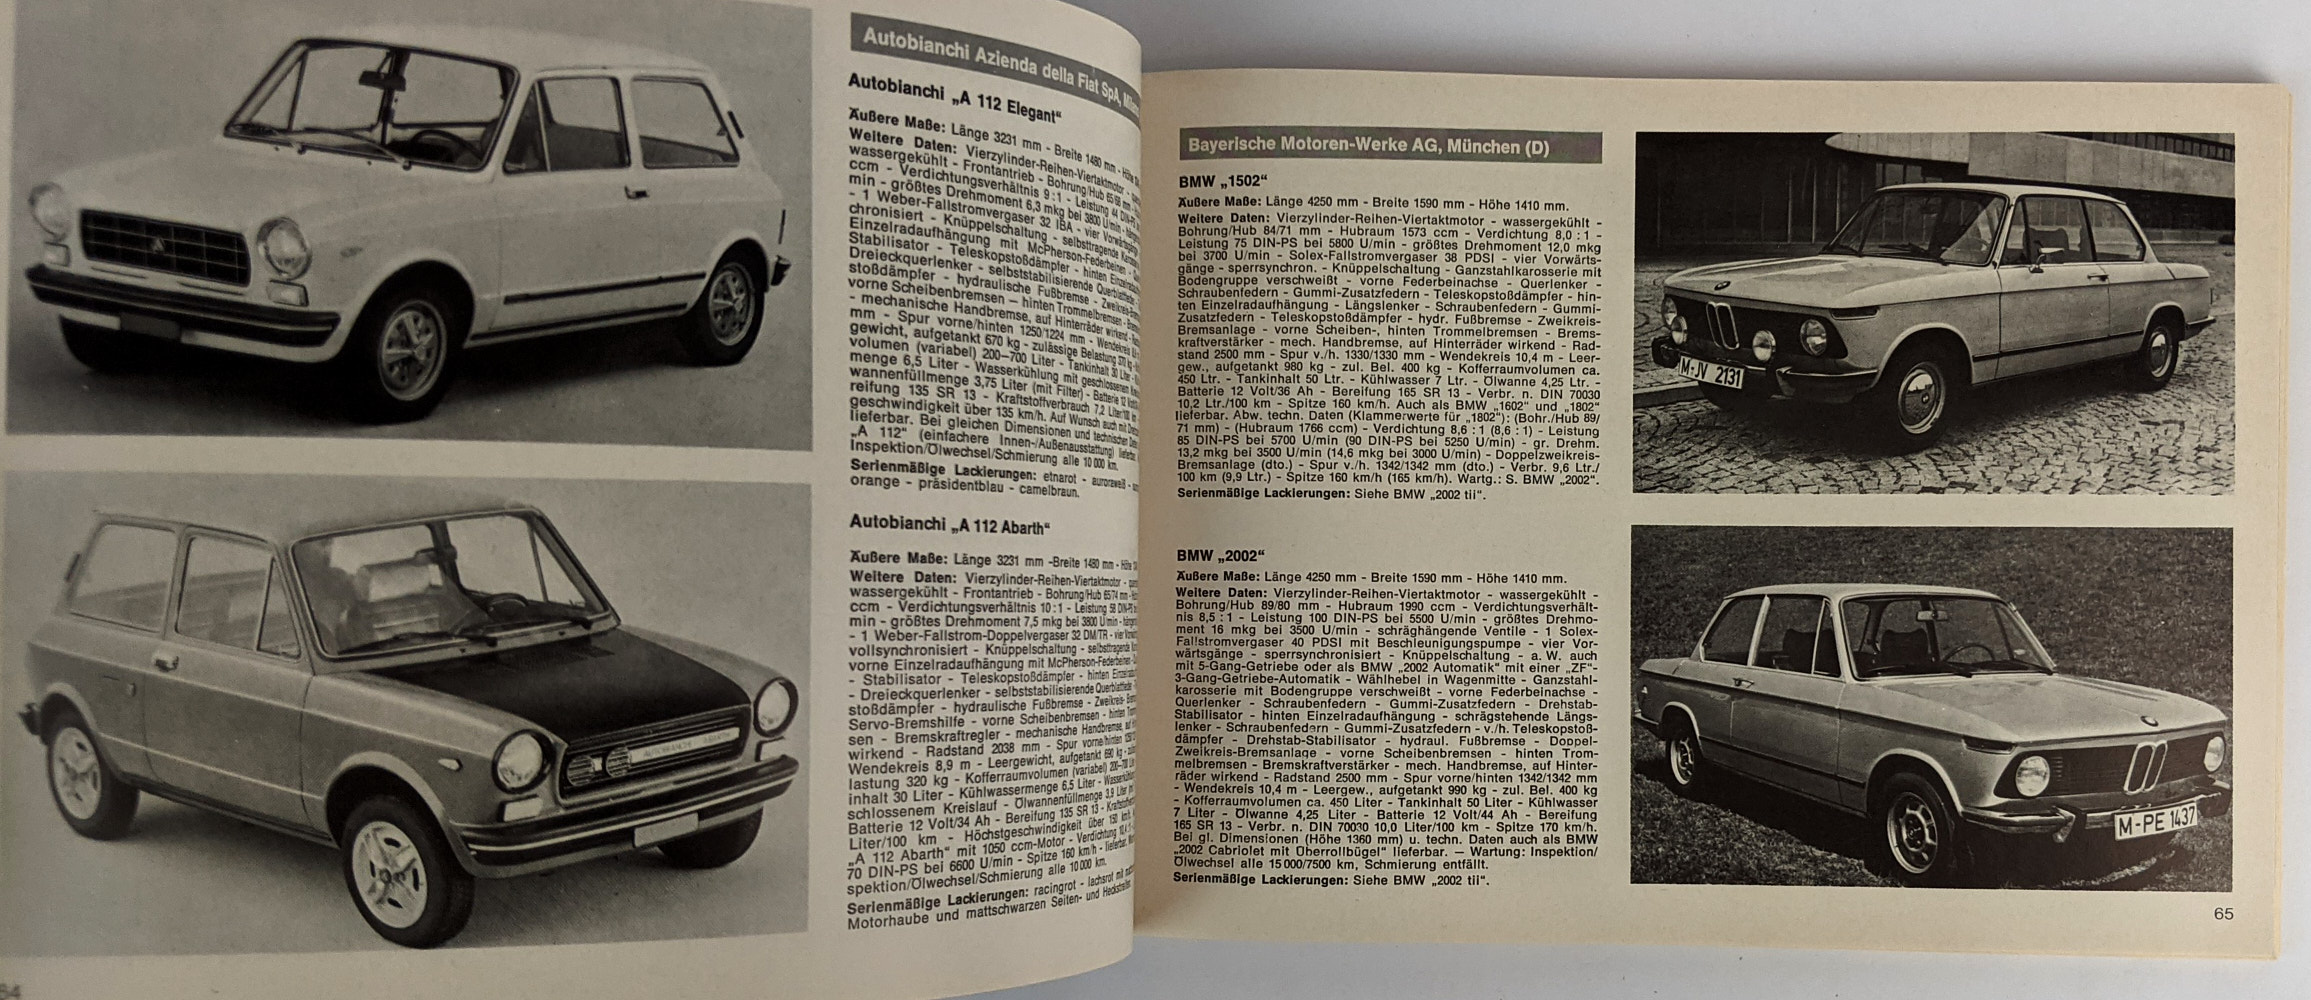 Autobianchi Azienda della Fiat SpA,
Autobianchi „A 112 Elegant“
Äußere Maße: Länge 3231 mm - Breite 1480 mm - Höhe
Weitere Daten: Vierzylinder-Reihen-Viertaktmotor -
wassergekühlt - Frontantrieb - Bohrung/Hub
ccm - Verdichtungsverhältnis 9:1 - Leistung 44 DIN-PS
min - größtes Drehmoment 6,3 mkg bei 3800 U/min -
- 1 Weber-Fallstromvergaser 32 IBA - vier
chronisiert - Knüppelschaltung - selbsttragende
Einzelradaufhängung mit McPherson-Federbeinen -
Stabilisator - Teleskopstoßdämpfer - hinten
Dreieckquerlenker - selbststabilisierende Querblattfeder -
stoßdämpfer - hydraulische Fußbremse -
vorne Scheibenbremsen — hinten Trommelbremsen -
- mechanische Handbremse, auf Hinterräder wirkend -
mm - Spur vorne/hinten 1250/1224 mm - Wendekreis
gewicht, aufgetankt 670 kg - zulässige Belastung 370 kg -
volumen (variabel) 200—700 Liter - Tankinhalt 30 Liter -
menge 6,5 Liter - Wasserkühlung mit geschlossenem
wannenfüllmenge 3,75 Liter (mit Filter) - Batterie 12
reifung 135 SR 13 - Kraftstoffverbrauch 7,2 Liter/100
geschwindigkeit über 135 km/h. Auf Wunsch auch mit
lieferbar. Bei gleichen Dimensionen und technischen
„A 112“ (einfachere Innen-/Außenausstattung)
Inspektion/Ölwechsel/Schmierung alle 10 000 km.
Serienmäßige Lackierungen: etnarot - aurorаweiß -
orange - präsidentblau - camelbraun.
Autobianchi „A 112 Abarth“
Äußere Maße: Länge 3231 mm -Breite 1480 mm - Höhe
Weitere Daten: Vierzylinder-Reihen-Viertaktmotor -
wassergekühlt - Frontantrieb - Bohrung/Hub 65/74 mm -
ccm - Verdichtungsverhältnis 10:1 - Leistung 58 DIN-PS
min - größtes Drehmoment 7,5 mkg bei 3800 U/min -
- 1 Weber-Fallstrom-Doppelvergaser 32 DMTR - vier
vollsynchronisiert - Knüppelschaltung - selbsttragende
vorne Einzelradaufhängung mit McPherson-Federbeinen -
- Stabilisator - Teleskopstoßdämpfer - hinten
- Dreieckquerlenker - selbststabilisierende Querblattfeder
stoßdämpfer - hydraulische Fußbremse -
Servo-Bremshilfe - vorne Scheibenbremsen - hinten
sen - Bremskraftregler - mechanische Handbremse, auf
wirkend - Radstand 2038 mm - Spur vorne/hinten
Wendekreis 8,9 m - Leergewicht, aufgetankt 690 kg -
lastung 320 kg - Kofferraumvolumen (variabel) 200—700
inhalt 30 Liter - Kühlwassermenge 6,5 Liter -
schlossenem Kreislauf - Ölwannenfüllmenge 3,9 Liter
Batterie 12 Volt/34 Ah - Bereifung 135 SR 13 -
Liter/100 km - Höchstgeschwindigkeit über 150 km/h.
„A 112 Abarth“ mit 1050 ccm-Motor - Verdichtung
70 DIN-PS bei 6600 U/min - Spitze 160 km/h - lieferbar.
spektion/Ölwechsel/Schmierung alle 10 000 km.
Serienmäßige Lackierungen: racingrot - lachsrot mit
Motorhaube und mattschwarzen Seiten- und Heckstreifen
AUTOBIANCHI ABARTH
Bayerische Motoren-Werke AG, München (D)
BMW „1502“
Äußere Maße: Länge 4250 mm - Breite 1590 mm - Höhe 1410 mm.
Weitere Daten: Vierzylinder-Reihen-Viertaktmotor - wassergekühlt -
Bohrung/Hub 84/71 mm - Hubraum 1573 ccm - Verdichtung 8,0 : 1 -
Leistung 75 DIN-PS bei 5800 U/min - größtes Drehmoment 12,0 mkg
bei 3700 U/min - Solex-Fallstromvergaser 38 PDSI - vier Vorwärts-
gänge - sperrsynchron. - Knüppelschaltung - Ganzstahlkarosserie mit
Bodengruppe verschweißt - vorne Federbeinachse - Querlenker -
Schraubenfedern - Gummi-Zusatzfedern - Teleskopstoßdämpfer - hin-
ten Einzelradaufhängung - Längslenker - Schraubenfedern - Gummi-
Zusatzfedern - Teleskopstoßdämpfer - hydr. Fußbremse - Zweikreis-
Bremsanlage - vorne Scheiben-, hinten Trommelbremsen - Brems-
kraftverstärker - mech. Handbremse, auf Hinterräder wirkend - Rad-
stand 2500 mm - Spur v./h. 1330/1330 mm - Wendekreis 10,4 m - Leer-
gew., aufgetankt 980 kg - zul. Bel. 400 kg - Kofferraumvolumen ca.
450 Ltr. - Tankinhalt 50 Ltr. - Kühlwasser 7 Ltr. - Ölwanne 4,25 Ltr. -
Batterie 12 Volt/36 Ah - Bereifung 165 SR 13 - Verbr. n. DIN 70030
10,2 Ltr./100 km - Spitze 160 km/h. Auch als BMW „1602“ und „1802“
lieferbar. Abw. techn. Daten (Klammerwerte für „1802“): (Bohr./Hub 89/
71 mm) - (Hubraum 1766 ccm) - Verdichtung 8,6 : 1 (8,6 : 1) - Leistung
85 DIN-PS bei 5700 U/min (90 DIN-PS bei 5250 U/min) - gr. Drehm.
13,2 mkg bei 3500 U/min (14,6 mkg bei 3000 U/min) - Doppelzweikreis-
Bremsanlage (dto.) - Spur v./h. 1342/1342 mm (dto.) - Verbr. 9,6 Ltr./
100 km (9,9 Ltr.) - Spitze 160 km/h (165 km/h). Wartg.: S. BMW „2002“.
Serienmäßige Lackierungen: Siehe BMW „2002 tii“.
BMW „2002“
Äußere Maße: Länge 4250 mm - Breite 1590 mm - Höhe 1410 mm.
Weitere Daten: Vierzylinder-Reihen-Viertaktmotor - wassergekühlt -
Bohrung/Hub 89/80 mm - Hubraum 1990 ccm - Verdichtungsverhält-
nis 8,5 : 1 - Leistung 100 DIN-PS bei 5500 U/min - größtes Drehmo-
ment 16 mkg bei 3500 U/min - schräghängende Ventile - 1 Solex-
Fallstromvergaser 40 PDSI mit Beschleunigungspumpe - vier Vor-
wärtsgänge - sperrsynchronisiert - Knüppelschaltung - a. W. auch
mit 5-Gang-Getriebe oder als BMW „2002 Automatik“ mit einer „ZF“-
3-Gang-Getriebe-Automatik - Wählhebel in Wagenmitte - Ganzstahl-
karosserie mit Bodengruppe verschweißt - vorne Federbeinachse -
Querlenker - Schraubenfedern - Gummi-Zusatzfedern - Drehstab-
Stabilisator - hinten Einzelradaufhängung - schrägstehende Längs-
lenker - Schraubenfedern - Gummi-Zusatzfedern - v./h. Teleskopstoß-
dämpfer - Drehstab-Stabilisator - hydraul. Fußbremse - Doppel-
Zweikreis-Bremsanlage - vorne Scheibenbremsen - hinten Trom-
melbremsen - Bremskraftverstärker - mech. Handbremse, auf Hinter-
räder wirkend - Radstand 2500 mm - Spur vorne/hinten 1342/1342 mm
- Wendekreis 10,4 m - Leergew., aufgetankt 990 kg - zul. Bel. 400 kg
- Kofferraumvolumen ca. 450 Liter - Tankinhalt 50 Liter - Kühlwasser
7 Liter - Ölwanne 4,25 Liter - Batterie 12 Volt/44 Ah - Bereifung
165 SR 13 - Verbr. n. DIN 70030 10,0 Liter/100 km - Spitze 170 km/h.
Bei gl. Dimensionen (Höhe 1360 mm) u. techn. Daten auch als BMW
„2002 Cabriolet mit Überrollbügel“ lieferbar. — Wartung: Inspektion/
Ölwechsel alle 15 000/7500 km, Schmierung entfällt.
Serienmäßige Lackierungen: Siehe BMW „2002 tii“.
M-JV 2131
M-PE 1437
65